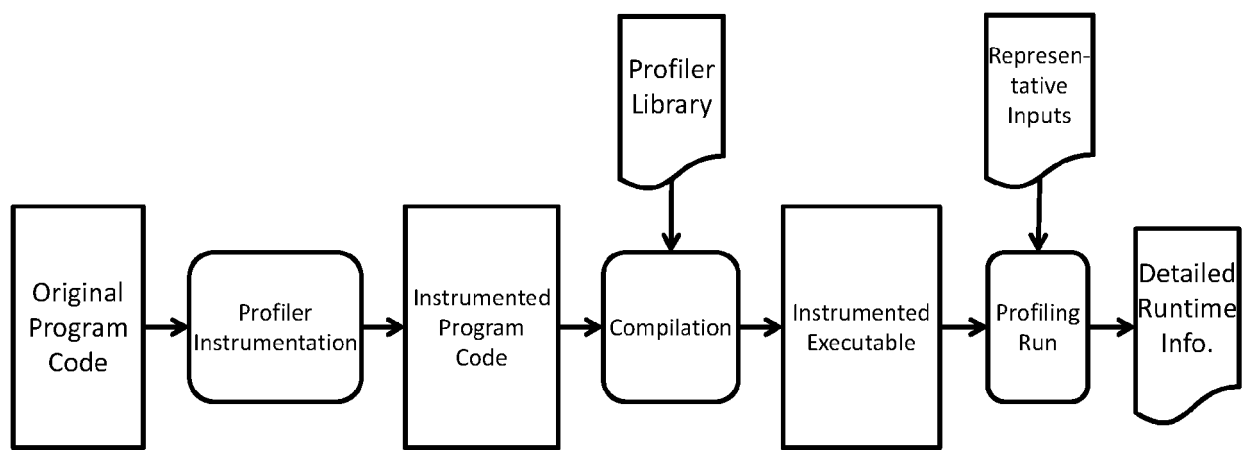 Profiler
Library
Represen-
tative
Inputs
Original
Program
Code
Profiler
Instrumentation
Instrumented
Program
Code
Compilation
Instrumented
Executable
Profiling
Run
Detailed
Runtime
Info.